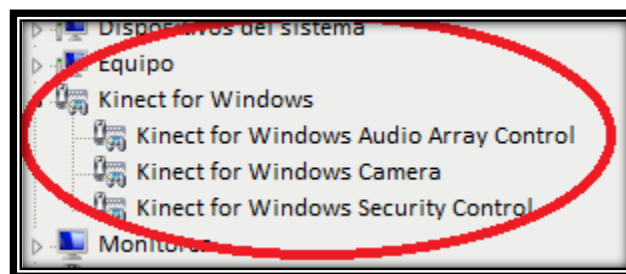 Dispositivos del sistema
Equipo
Kinect for Windows
Kinect for Windows Audio Array Control
Kinect for Windows Camera
Kinect for Windows Security Control
Monitores